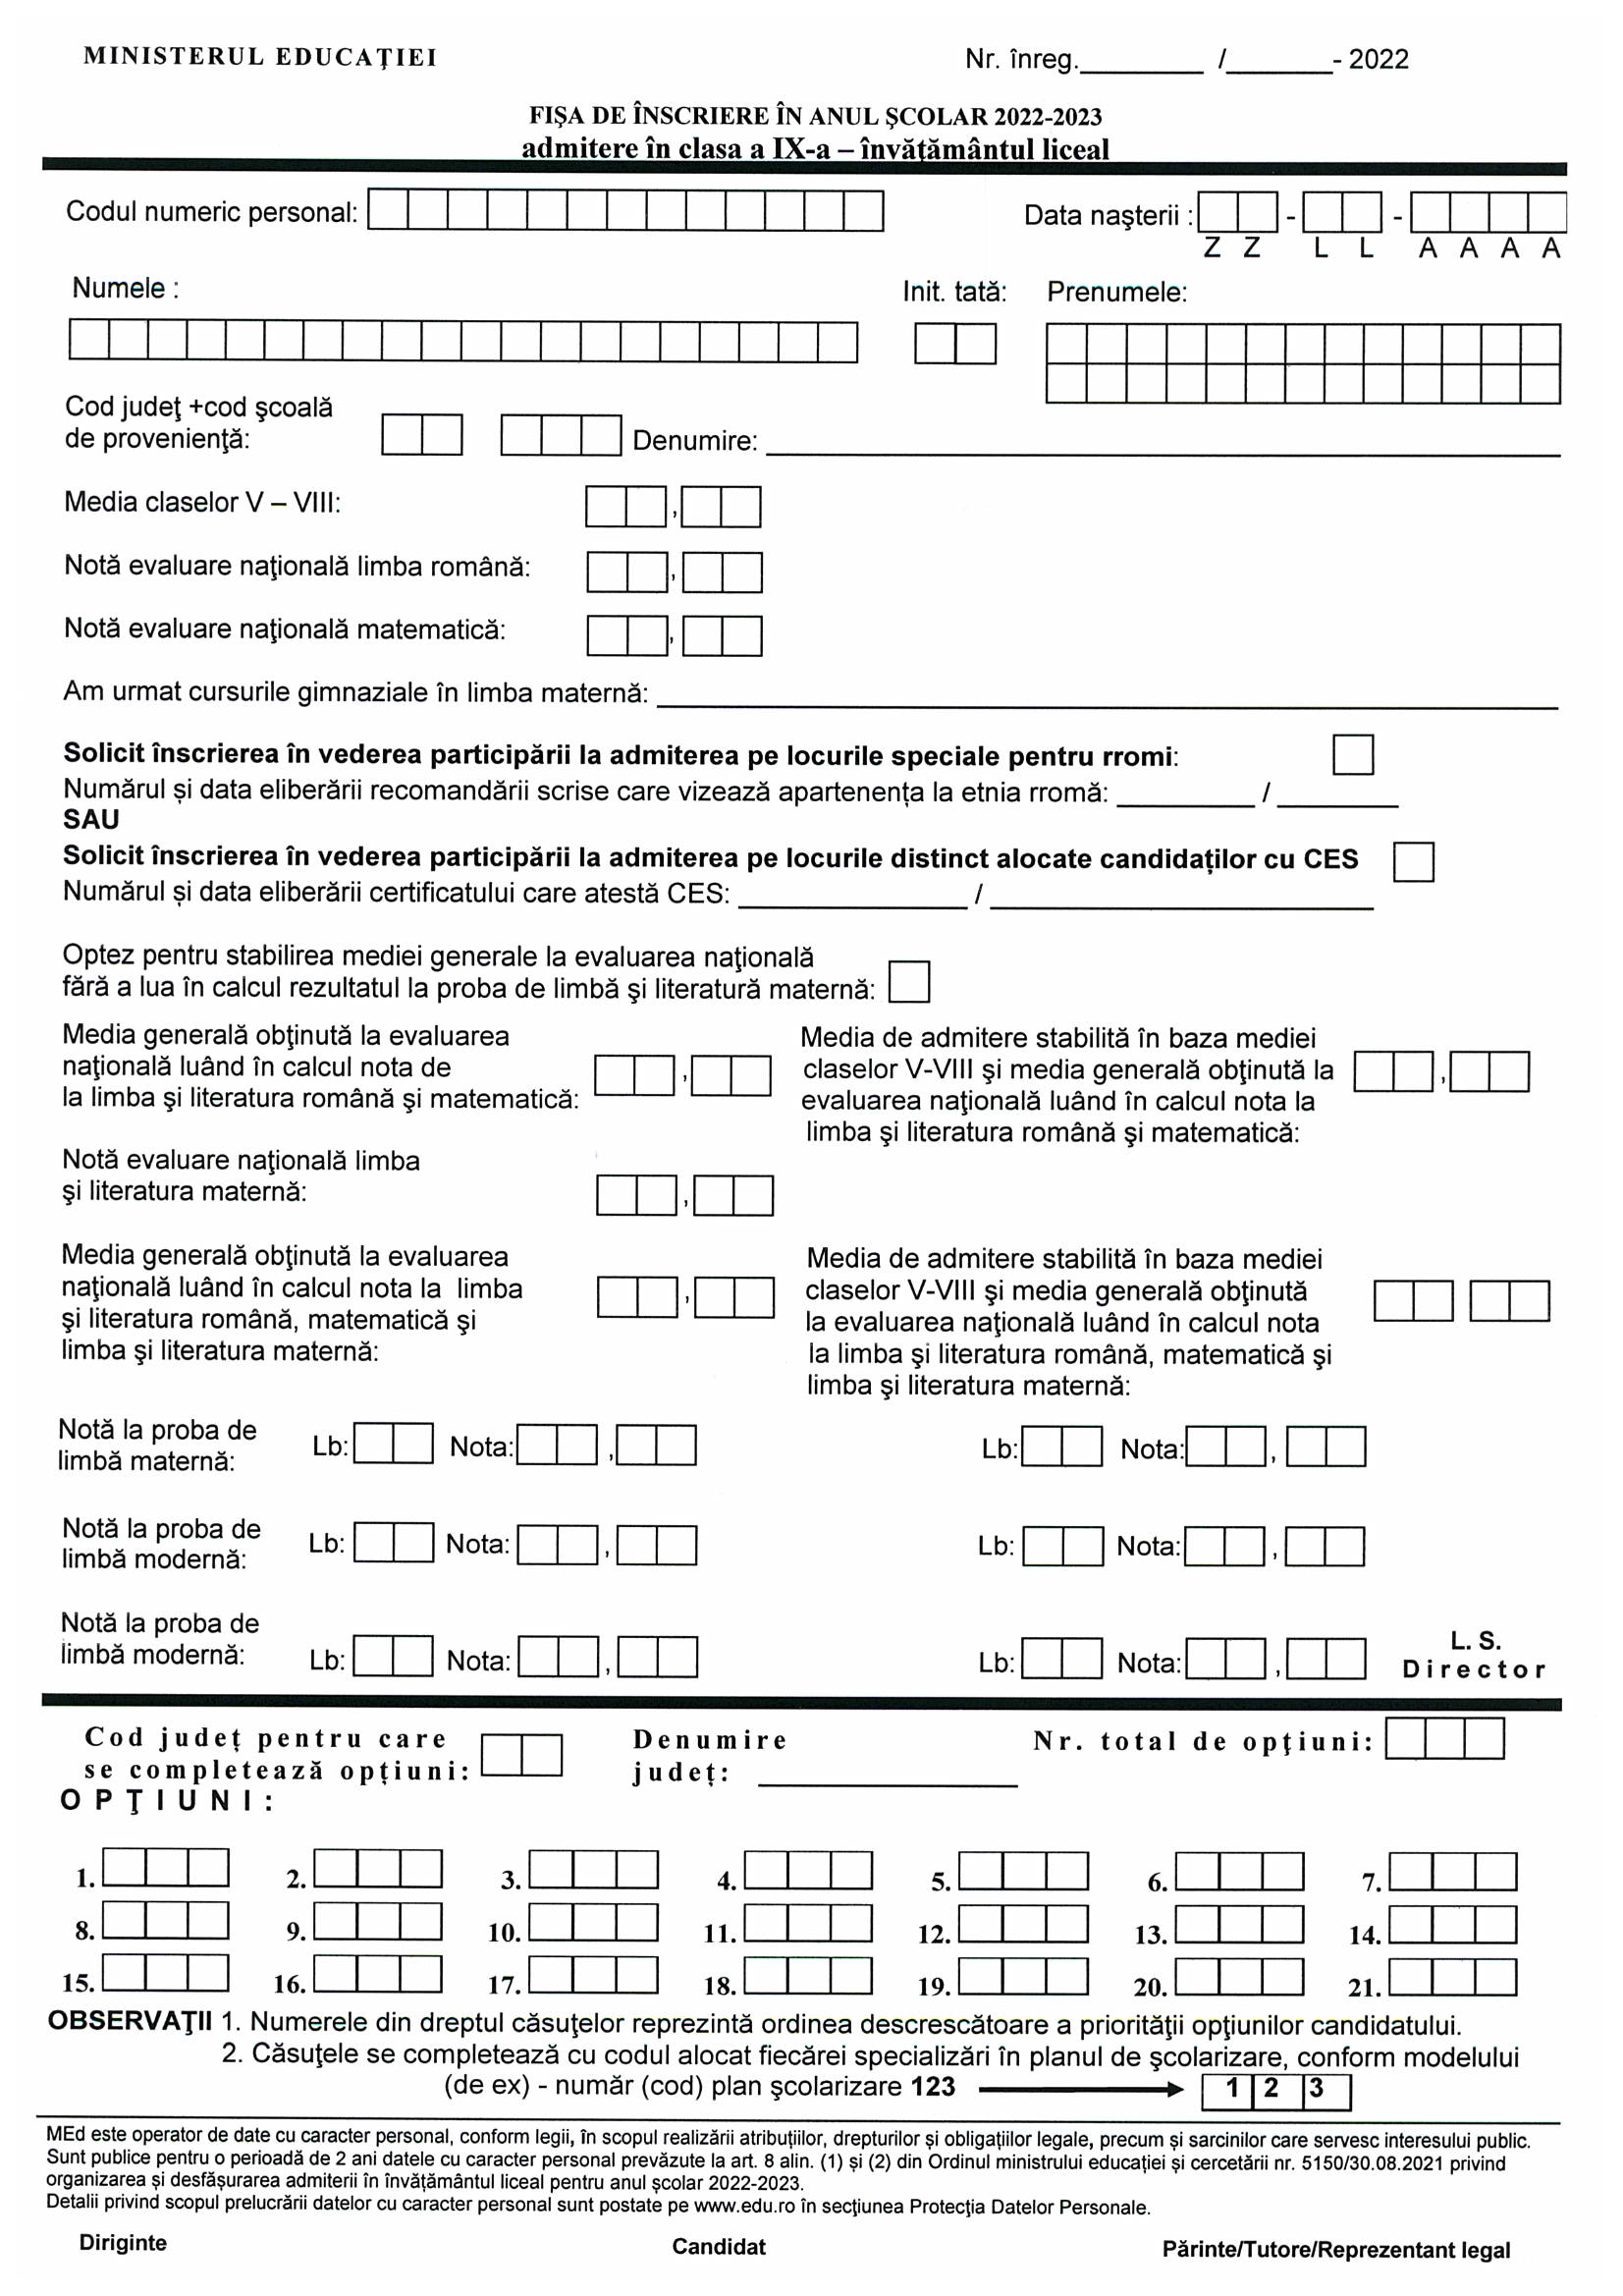 MINISTERUL EDUCAŢIEI Nr. înreg.________ /_______- 2022
FIŞA DE ÎNSCRIERE ÎN ANUL ŞCOLAR 2022-2023
admitere în clasa a IX-a – învăţământul liceal
Codul numeric personal: Data naşterii : - -
Z Z L L A A A A
Numele : Init. tată: Prenumele:
Cod judeţ +cod şcoală
de provenienţă: Denumire: ____________________
Media claselor V – VIII: ,
Notă evaluare naţională limba română: ,
Notă evaluare naţională matematică: ,
Am urmat cursurile gimnaziale în limba maternă: ____________________
Solicit înscrierea în vederea participării la admiterea pe locurile speciale pentru rromi:
Numărul și data eliberării recomandării scrise care vizează apartenența la etnia rromă: _________ / ________
SAU
Solicit înscrierea în vederea participării la admiterea pe locurile distinct alocate candidaților cu CES
Numărul și data eliberării certificatului care atestă CES: _______________ / _________________________
Optez pentru stabilirea mediei generale la evaluarea naţională
fără a lua în calcul rezultatul la proba de limbă şi literatură maternă:
Media generală obţinută la evaluarea
naţională luând în calcul nota de
la limba şi literatura română şi matematică: ,
Media de admitere stabilită în baza mediei
claselor V-VIII şi media generală obţinută la
evaluarea naţională luând în calcul nota la
limba şi literatura română şi matematică: ,
Notă evaluare naţională limba
şi literatura maternă: ,
Media generală obţinută la evaluarea
naţională luând în calcul nota la limba
şi literatura română, matematică şi
limba şi literatura maternă: ,
Media de admitere stabilită în baza mediei
claselor V-VIII şi media generală obţinută
la evaluarea naţională luând în calcul nota
la limba şi literatura română, matematică şi
limba şi literatura maternă:
Notă la proba de
limbă maternă: Lb: Nota: , Lb: Nota: ,
Notă la proba de
limbă modernă: Lb: Nota: , Lb: Nota: ,
Notă la proba de
limbă modernă: Lb: Nota: , Lb: Nota: ,
L. S.
Director
Cod județ pentru care
se completează opțiuni:
Denumire
județ: _________________
Nr. total de opţiuni:
OPŢIUNI:
1. 2. 3. 4. 5. 6. 7.
8. 9. 10. 11. 12. 13. 14.
15. 16. 17. 18. 19. 20. 21.
OBSERVAŢII 1. Numerele din dreptul căsuţelor reprezintă ordinea descrescătoare a priorităţii opţiunilor candidatului.
2. Căsuţele se completează cu codul alocat fiecărei specializări în planul de şcolarizare, conform modelului
(de ex) - număr (cod) plan şcolarizare 123 1 2 3
MEd este operator de date cu caracter personal, conform legii, în scopul realizării atribuțiilor, drepturilor și obligațiilor legale, precum și sarcinilor care servesc interesului public.
Sunt publice pentru o perioadă de 2 ani datele cu caracter personal prevăzute la art. 8 alin. (1) și (2) din Ordinul ministrului educației și cercetării nr. 5150/30.08.2021 privind
organizarea și desfășurarea admiterii în învățământul liceal pentru anul școlar 2022-2023.
Detalii privind scopul prelucrării datelor cu caracter personal sunt postate pe www.edu.ro în secţiunea Protecţia Datelor Personale.
Diriginte Candidat Părinte/Tutore/Reprezentant legal